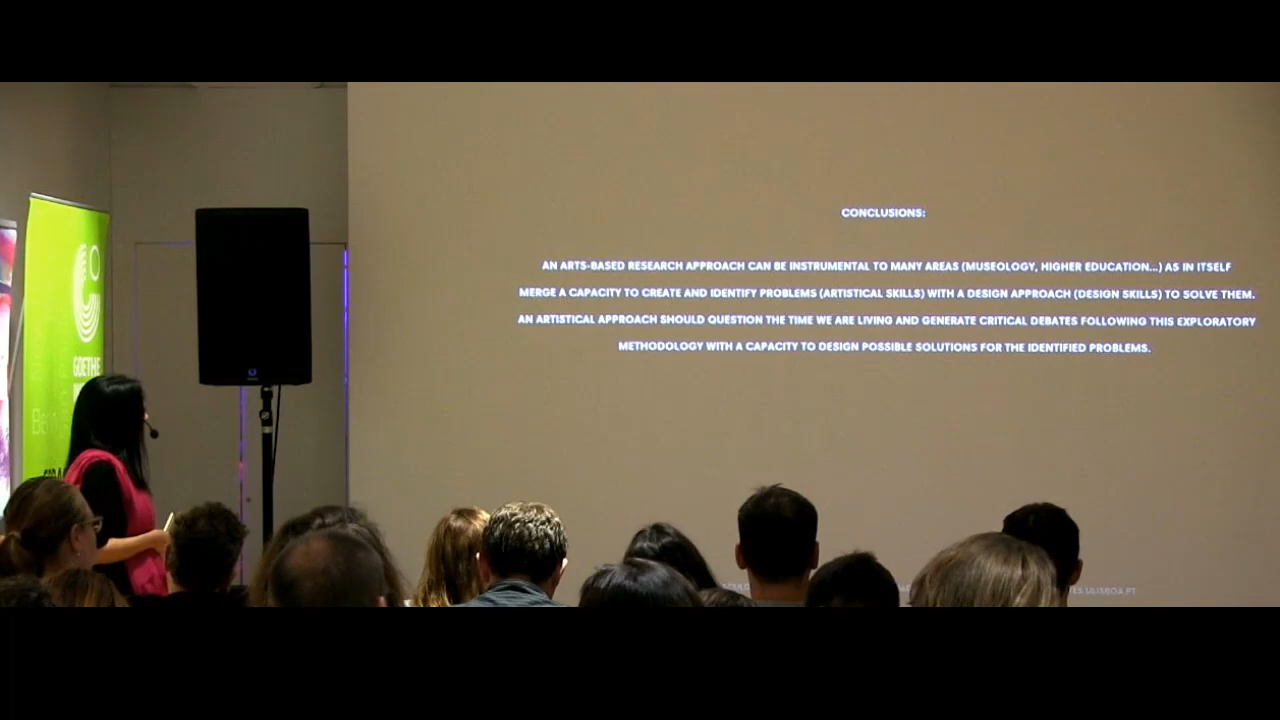 CONCLUSIONS:
AN ARTS-BASED RESEARCH APPROACH CAN BE INSTRUMENTAL TO MANY AREAS (MUSEOLOGY, HIGHER EDUCATION...) AS IN ITSELF
MERGE A CAPACITY TO CREATE AND IDENTIFY PROBLEMS (ARTISTICAL SKILLS) WITH A DESIGN APPROACH (DESIGN SKILLS) TO SOLVE THEM.
AN ARTISTICAL APPROACH SHOULD QUESTION THE TIME WE ARE LIVING AND GENERATE CRITICAL DEBATES FOLLOWING THIS EXPLORATORY
METHODOLOGY WITH A CAPACITY TO DESIGN POSSIBLE SOLUTIONS FOR THE IDENTIFIED PROBLEMS.
GOETHE
ULISBOA.PT